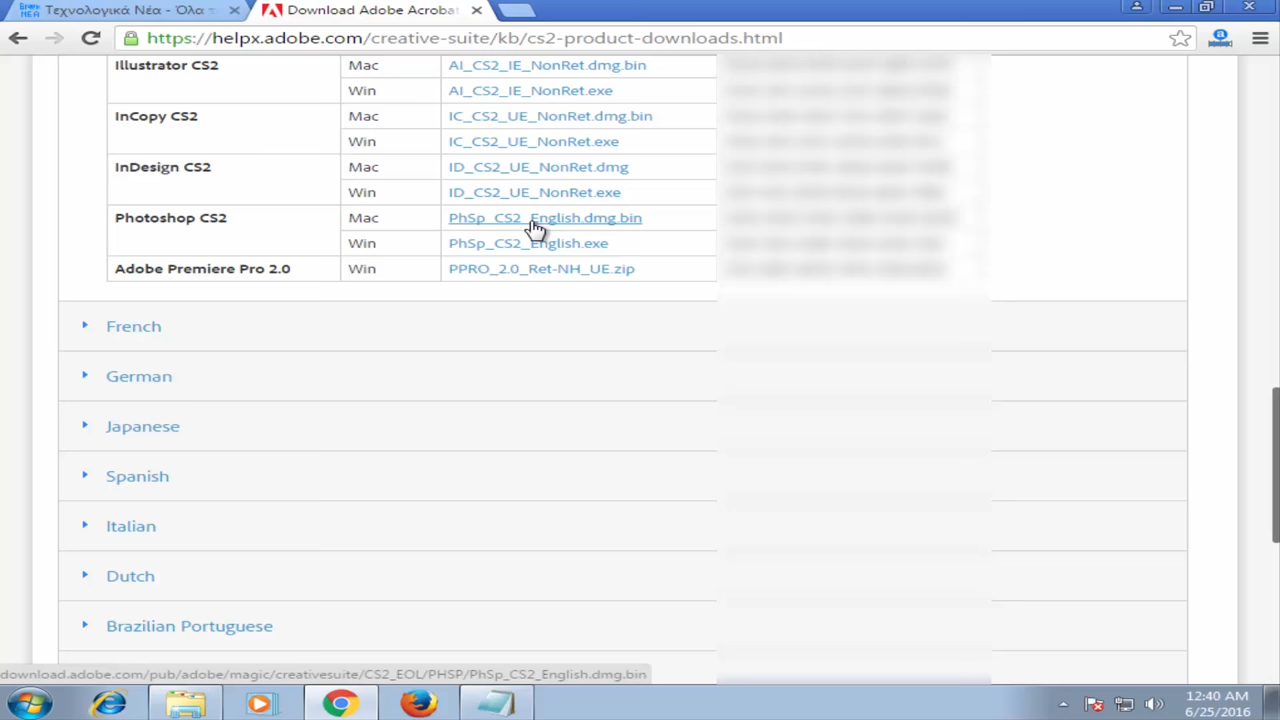 Τεχνολογικά Νέα - Όλα τ
Download Adobe Acrobat
https://helpx.adobe.com/creative-suite/kb/cs2-product-downloads.html
Illustrator CS2 Mac AI_CS2_IE_NonRet.dmg.bin
Win AI_CS2_IE_NonRet.exe
InCopy CS2 Mac IC_CS2_UE_NonRet.dmg.bin
Win IC_CS2_UE_NonRet.exe
InDesign CS2 Mac ID_CS2_UE_NonRet.dmg
Win ID_CS2_UE_NonRet.exe
Photoshop CS2 Mac PhSp_CS2_English.dmg.bin
Win PhSp_CS2_English.exe
Adobe Premiere Pro 2.0 Win PPRO_2.0_Ret-NH_UE.zip
French
German
Japanese
Spanish
Italian
Dutch
Brazilian Portuguese
download.adobe.com/pub/adobe/magic/creativesuite/CS2_EOL/PHSP/PhSp_CS2_English.dmg.bin
12:40 AM
6/25/2016